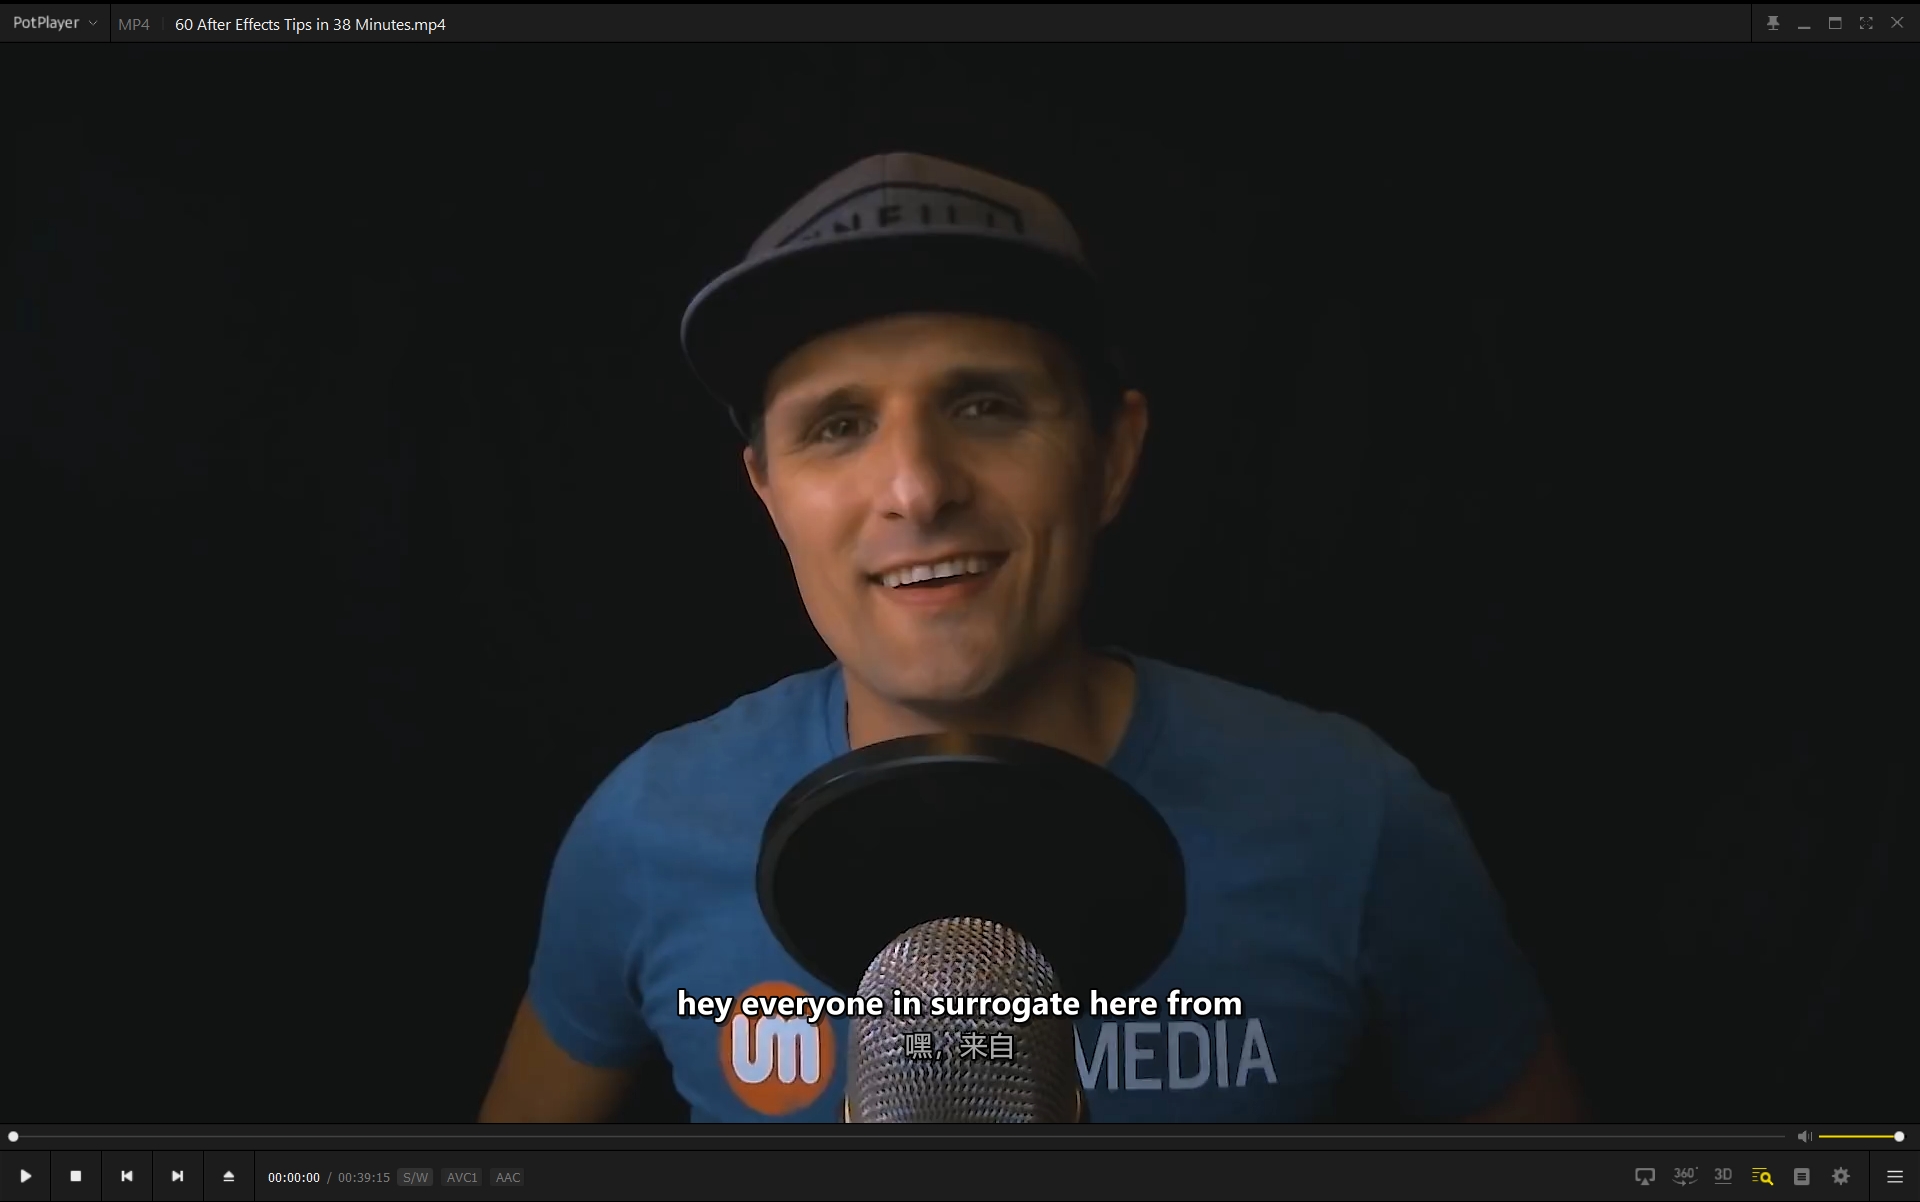 PotPlayer MP4 60 After Effects Tips in 38 Minutes.mp4
hey everyone in surrogate here from
嘿，来自
um MEDIA
00:00:00 / 00:39:15 S/W AVC1 AAC
360° 3D